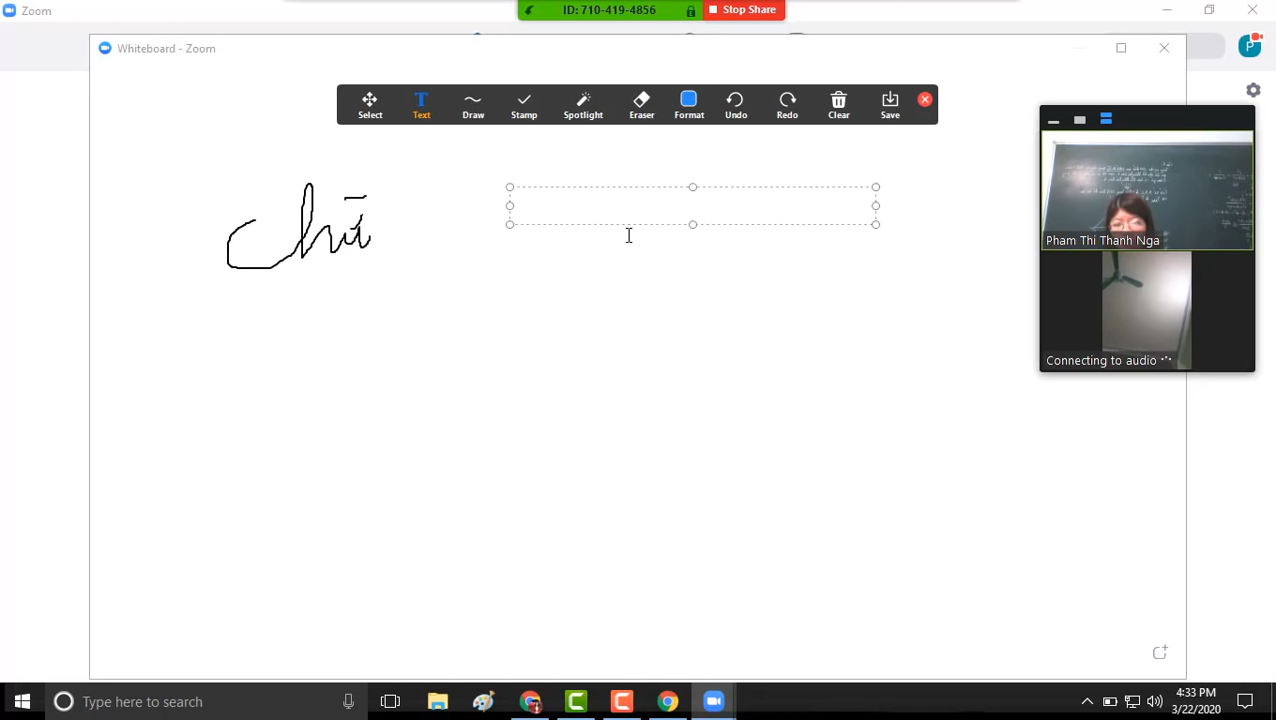 Zoom
ID: 710-419-4856
Stop Share
Whiteboard - Zoom
Select
Text
Draw
Stamp
Spotlight
Eraser
Format
Undo
Redo
Clear
Save
P
chữ
Pham Thi Thanh Nga
Connecting to audio
Type here to search
4:33 PM
3/22/2020